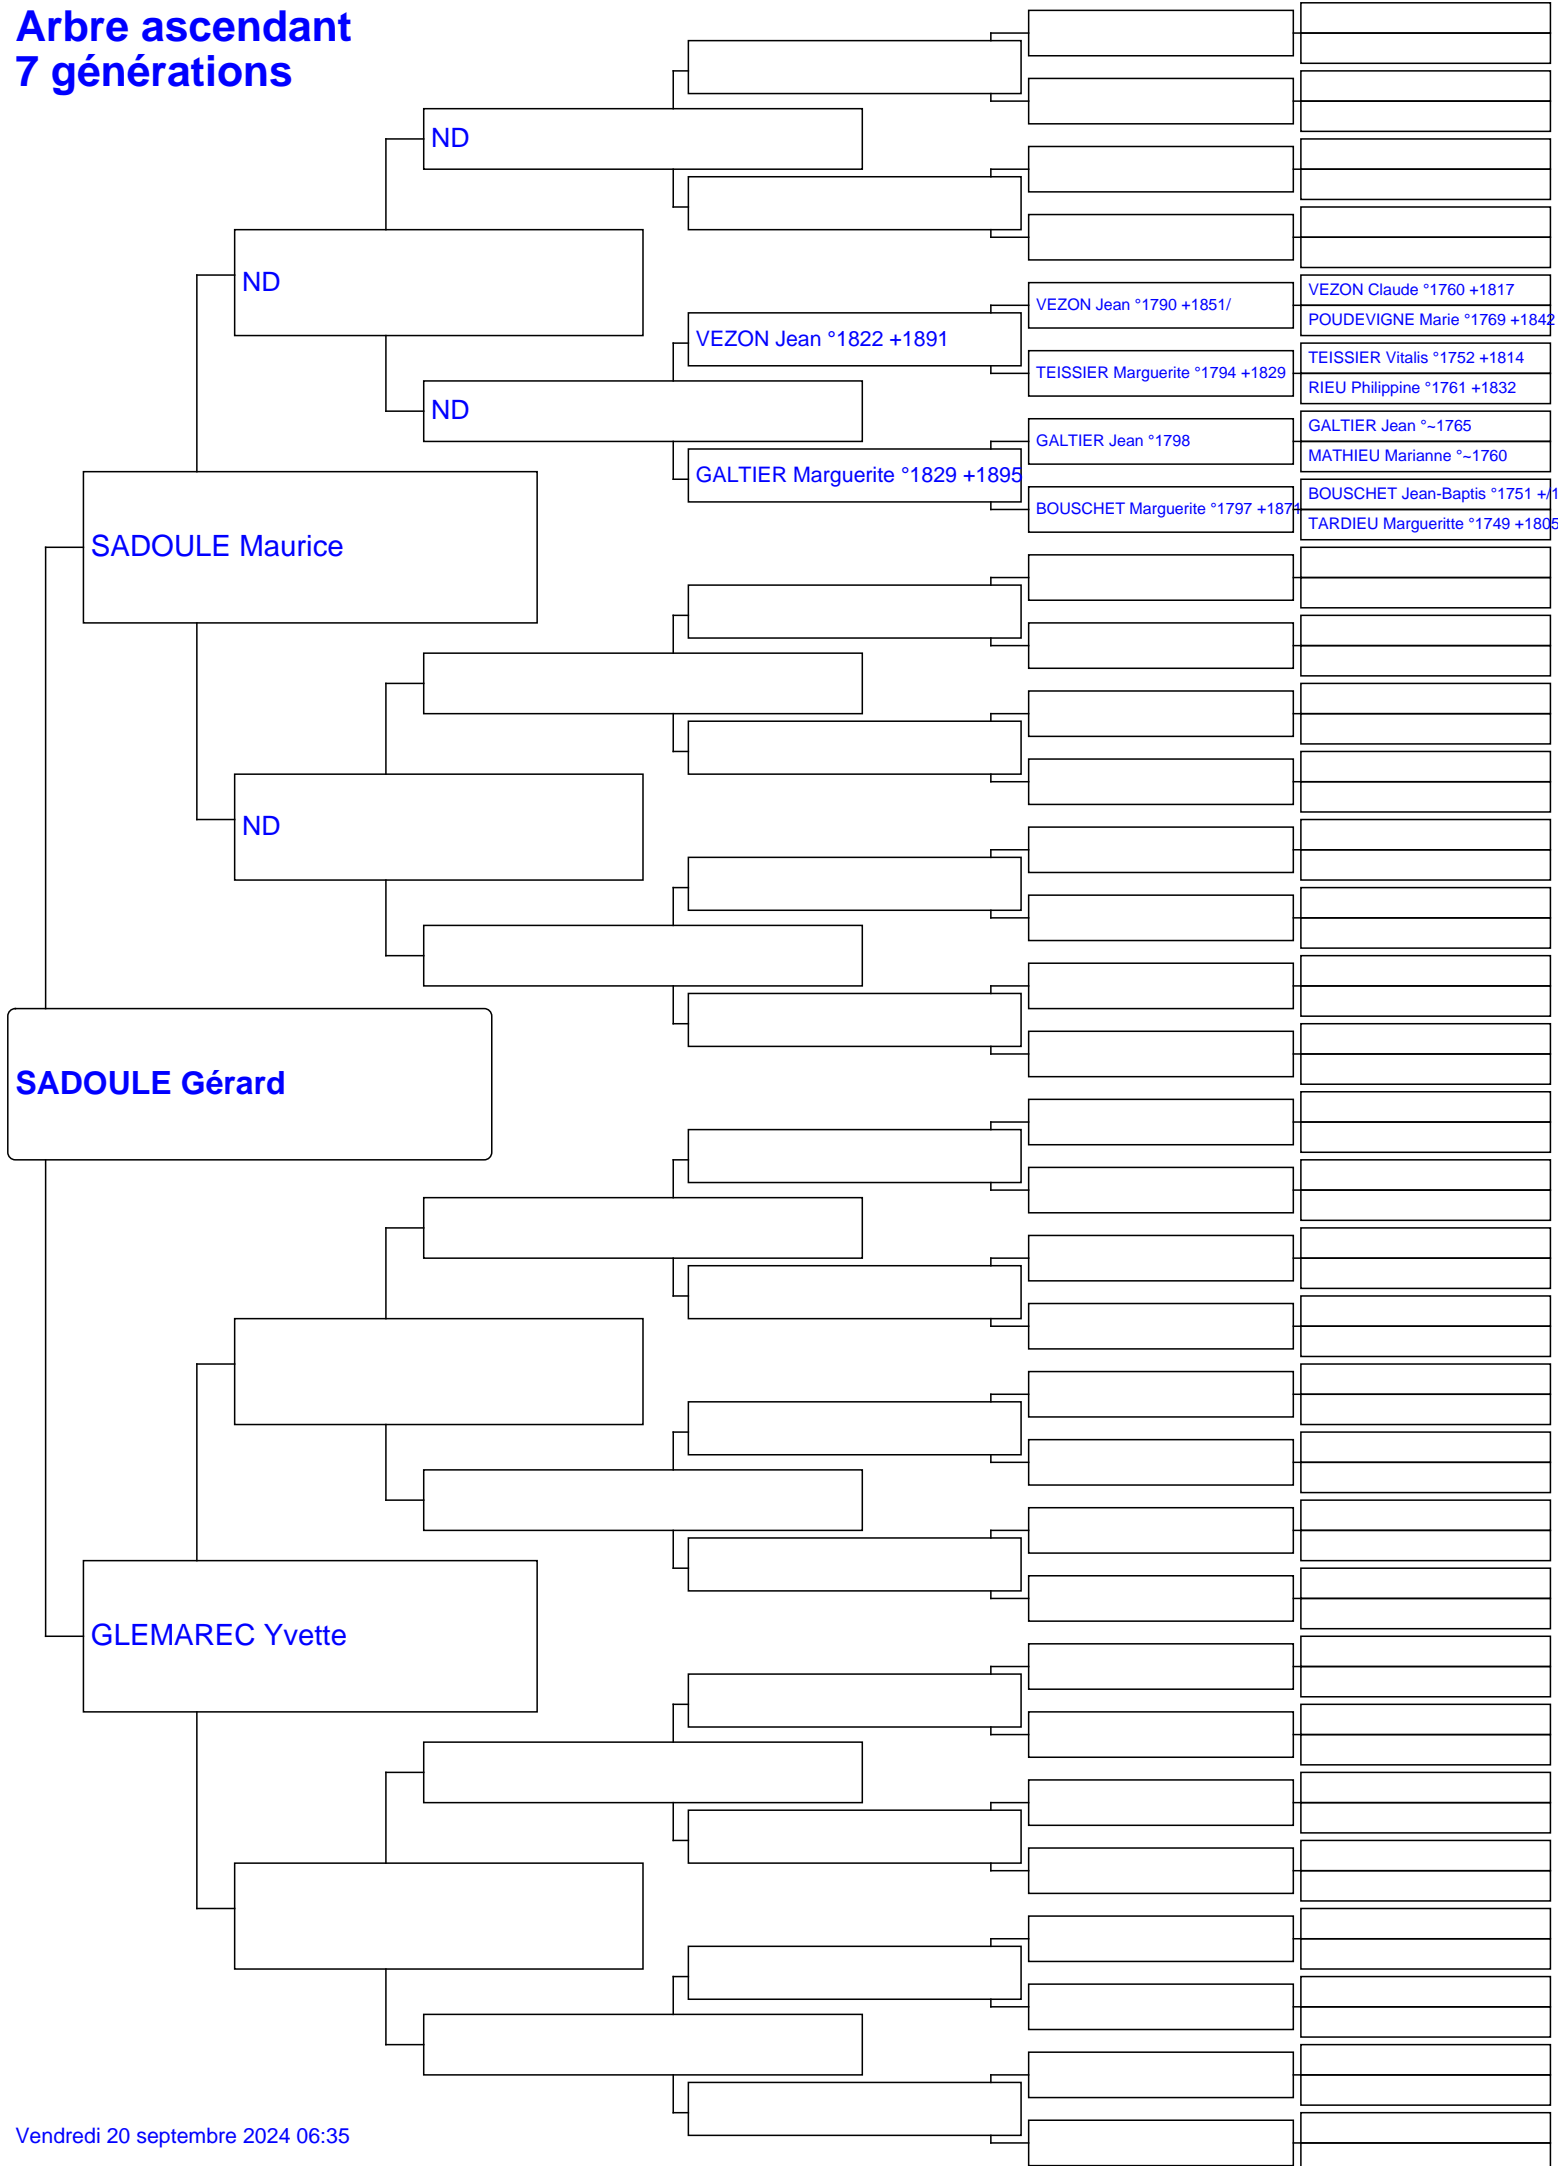 Arbre ascendant
7 générations
ND
ND
VEZON Claude °1760 +1817
VEZON Jean °1790 +1851/
POUDEVIGNE Marie °1769 +1842
VEZON Jean °1822 +1891
TEISSIER Vitalis °1752 +1814
TEISSIER Marguerite °1794 +1829
RIEU Philippine °1761 +1832
ND
GALTIER Jean °~1765
GALTIER Jean °1798
MATHIEU Marianne °~1760
GALTIER Marguerite °1829 +1895
BOUSCHET Jean-Baptis °1751 +/1
BOUSCHET Marguerite °1797 +1871
TARDIEU Margueritte °1749 +1805
SADOULE Maurice
ND
SADOULE Gérard
GLEMAREC Yvette
Vendredi 20 septembre 2024 06:35